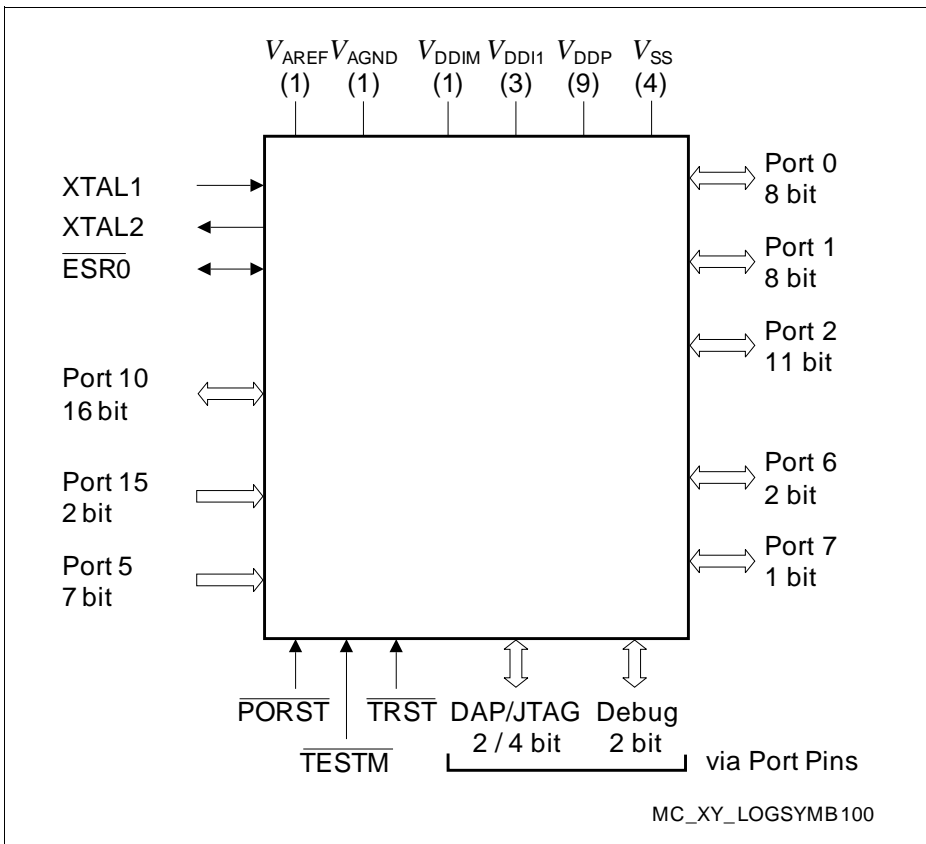 VAREF VAGND VDDIM VDDI1 VDDP VSS
(1) (1) (1) (3) (9) (4)
XTAL1
XTAL2
ESR0
Port 10
16 bit
Port 15
2 bit
Port 5
7 bit
Port 0
8 bit
Port 1
8 bit
Port 2
11 bit
Port 6
2 bit
Port 7
1 bit
PORST TRST DAP/JTAG Debug
2 / 4 bit 2 bit
TESTM
via Port Pins
MC_XY_LOGSYMB100